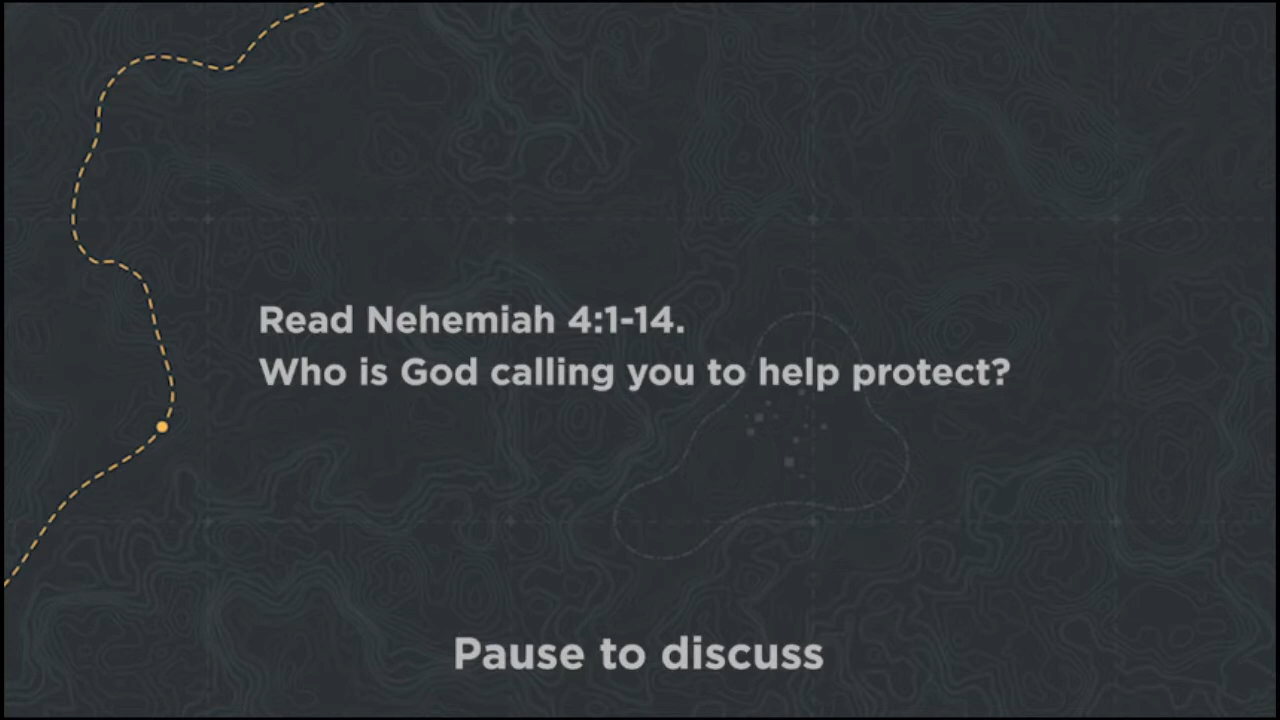 Read Nehemiah 4:1-14.
Who is God calling you to help protect?
Pause to discuss